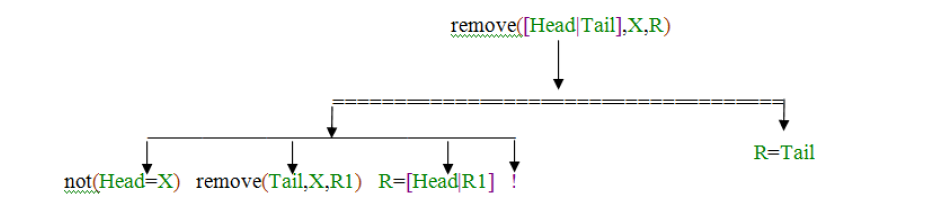 remove([Head|Tail],X,R)
R=Tail
not(Head=X) remove(Tail,X,R1) R=[Head|R1] !